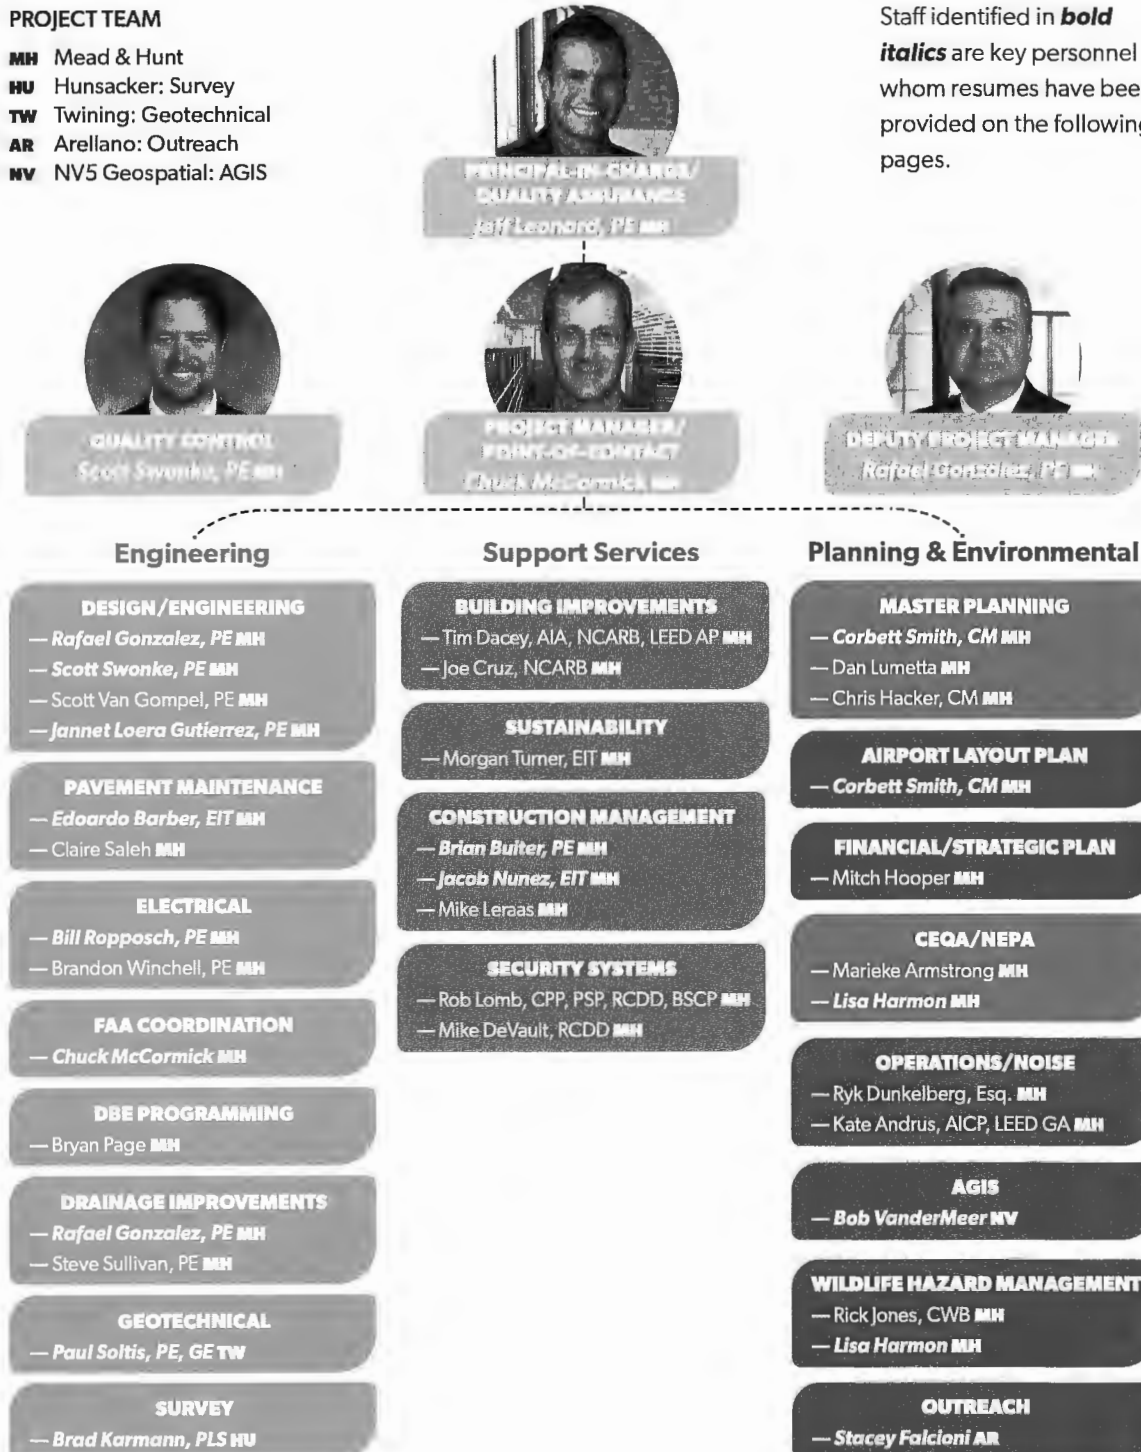 PROJECT TEAM
MH Mead & Hunt
HU Hunsacker: Survey
TW Twining: Geotechnical
AR Arellano: Outreach
NV NV5 Geospatial: AGIS
Staff identified in bold
italics are key personnel
whom resumes have bee
provided on the following
pages.
PRINCIPAL-IN-CHARGE/
QUALITY ASSURANCE
Jeff Leonard, PE MH
QUALITY CONTROL
Scott Swonke, PE MH
PROJECT MANAGER/
POINT-OF-CONTACT
Chuck McCormick MH
DEPUTY PROJECT MANAGER
Rafael Gonzalez, PE MH
Engineering
DESIGN/ENGINEERING
— Rafael Gonzalez, PE MH
— Scott Swonke, PE MH
— Scott Van Gompel, PE MH
— Jannet Loera Gutierrez, PE MH
PAVEMENT MAINTENANCE
— Edoardo Barber, EIT MH
— Claire Saleh MH
ELECTRICAL
— Bill Ropposch, PE MH
— Brandon Winchell, PE MH
FAA COORDINATION
— Chuck McCormick MH
DBE PROGRAMMING
— Bryan Page MH
DRAINAGE IMPROVEMENTS
— Rafael Gonzalez, PE MH
— Steve Sullivan, PE MH
GEOTECHNICAL
— Paul Soltis, PE, GE TW
SURVEY
— Brad Karmann, PLS HU
Support Services
BUILDING IMPROVEMENTS
— Tim Dacey, AIA, NCARB, LEED AP MH
— Joe Cruz, NCARB MH
SUSTAINABILITY
— Morgan Turner, EIT MH
CONSTRUCTION MANAGEMENT
— Brian Buiter, PE MH
— Jacob Nunez, EIT MH
— Mike Leraas MH
SECURITY SYSTEMS
— Rob Lomb, CPP, PSP, RCDD, BSCP MH
— Mike DeVault, RCDD MH
Planning & Environmental
MASTER PLANNING
— Corbett Smith, CM MH
— Dan Lumetta MH
— Chris Hacker, CM MH
AIRPORT LAYOUT PLAN
— Corbett Smith, CM MH
FINANCIAL/STRATEGIC PLAN
— Mitch Hooper MH
CEQA/NEPA
— Marieke Armstrong MH
— Lisa Harmon MH
OPERATIONS/NOISE
— Ryk Dunkelberg, Esq. MH
— Kate Andrus, AICP, LEED GA MH
AGIS
— Bob VanderMeer NV
WILDLIFE HAZARD MANAGEMENT
— Rick Jones, CWB MH
— Lisa Harmon MH
OUTREACH
— Stacey Falcioni AR